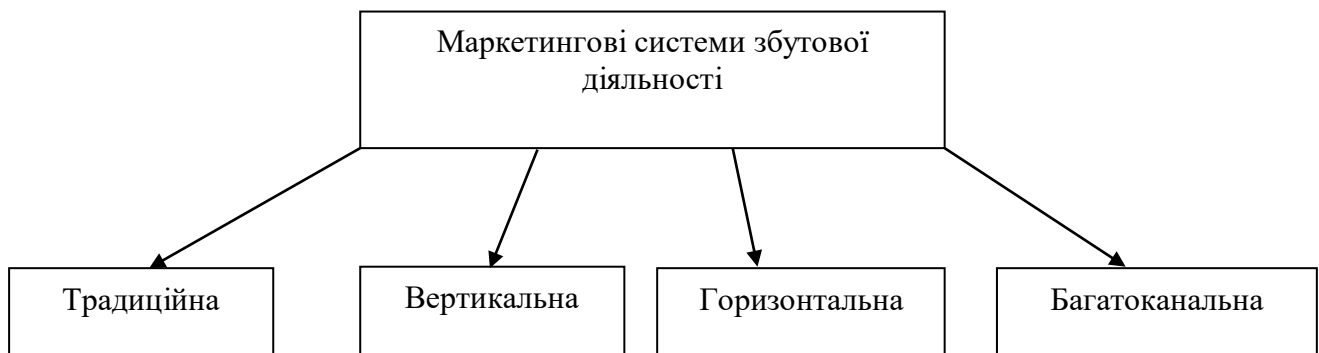 Маркетингові системи збутової
діяльності
Традиційна
Вертикальна
Горизонтальна
Багатоканальна